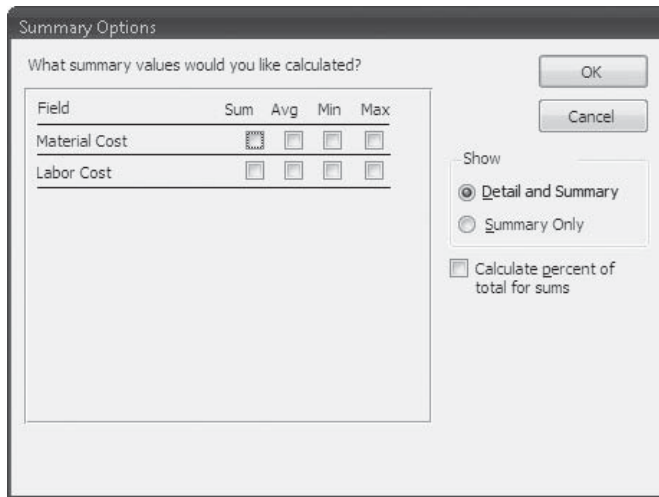 Summary Options
What summary values would you like calculated?
Field Sum Avg Min Max
Material Cost
Labor Cost
OK
Cancel
Show
Detail and Summary
Summary Only
Calculate percent of
total for sums